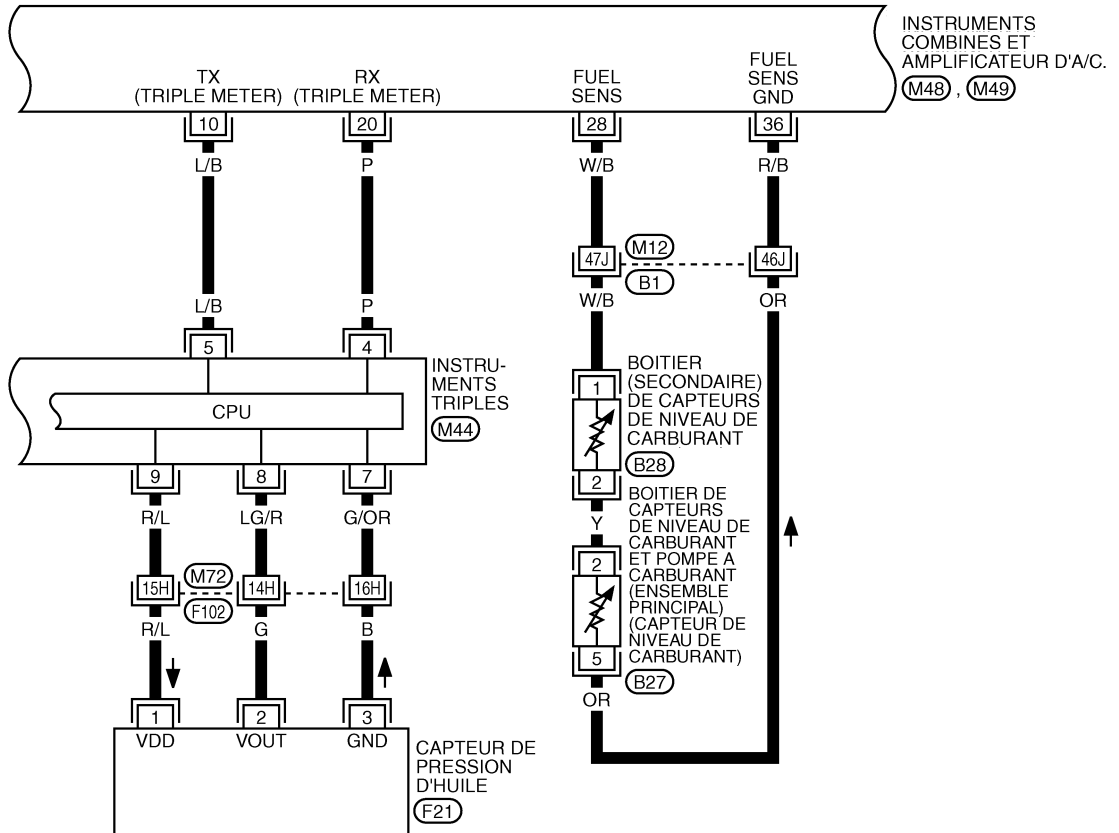 INSTRUMENTS
COMBINES ET
AMPLIFICATEUR D'A/C.
M48 , M49
TX
(TRIPLE METER)
RX
(TRIPLE METER)
FUEL
SENS
FUEL
SENS
GND
10
20
28
36
L/B
P
W/B
R/B
47J
M12
B1
46J
L/B
P
W/B
OR
5
4
INSTRU-
MENTS
TRIPLES
M44
CPU
9
8
7
1
BOITIER
(SECONDAIRE)
DE CAPTEURS
DE NIVEAU DE
CARBURANT
B28
2
R/L
LG/R
G/OR
Y
BOITIER DE
CAPTEURS
DE NIVEAU DE
CARBURANT
ET POMPE A
CARBURANT
(ENSEMBLE
PRINCIPAL)
(CAPTEUR DE
NIVEAU DE
CARBURANT)
B27
2
5
OR
15H
M72
F102
14H
16H
R/L
G
B
1
2
3
VDD
VOUT
GND
CAPTEUR DE
PRESSION
D'HUILE
F21